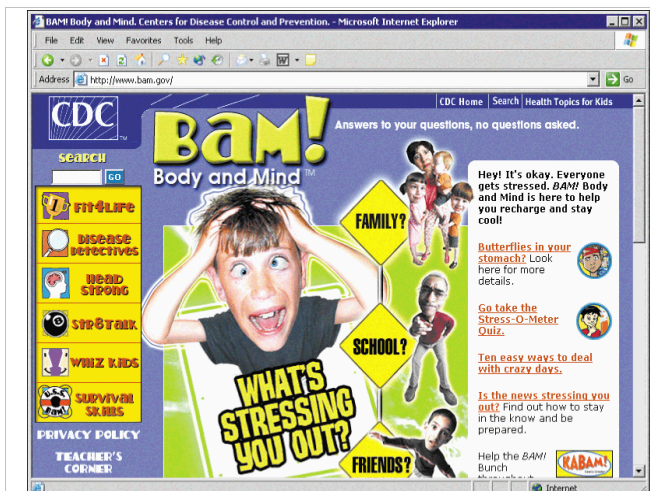 BAM! Body and Mind. Centers for Disease Control and Prevention. - Microsoft Internet Explorer
File Edit View Favorites Tools Help
Address http://www.bam.gov/ Go
CDC Home Search Health Topics for Kids
CDC™
BAM!
Body and Mind™
Answers to your questions, no questions asked.
SEARCH
GO
FIT4LIFE
DISEASE
DETECTIVES
HEAD
STRONG
8
STR8TALK
WHIZ KIDS
SURVIVAL
SKILLS
PRIVACY POLICY
TEACHER'S
CORNER
WHAT'S
STRESSING
YOU OUT?
FAMILY?
SCHOOL?
FRIENDS?
Hey! It's okay. Everyone
gets stressed. BAM! Body
and Mind is here to help
you recharge and stay
cool!
Butterflies in your
stomach? Look
here for more
details.
Go take the
Stress-O-Meter
Quiz.
Ten easy ways to deal
with crazy days.
Is the news stressing you
out? Find out how to stay
in the know and be
prepared.
Help the BAM!
Bunch
KABAM!
Internet